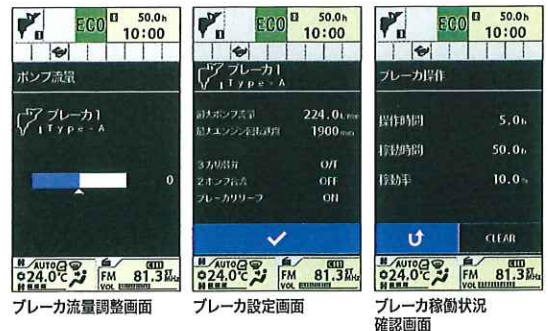 ECO
50.0h
10:00
ポンプ流量
ブレーカ1
Type-A
0
AUTO
24.0℃
FM 81.3MHz
VOL
ブレーカ流量調整画面
ECO
50.0h
10:00
ブレーカ1
Type-A
最大ポンプ流量 224.0L/min
最大エンジン回転速度 1900min
3方切替弁 O/T
2ポンプ合流 OFF
ブレーカリリーフ ON
AUTO
24.0℃
FM 81.3MHz
VOL
ブレーカ設定画面
ECO
50.0h
10:00
ブレーカ操作
操作時間 5.0h
稼動時間 50.0h
稼動率 10.0%
CLEAR
AUTO
24.0℃
FM 81.3MHz
VOL
ブレーカ稼働状況
確認画面